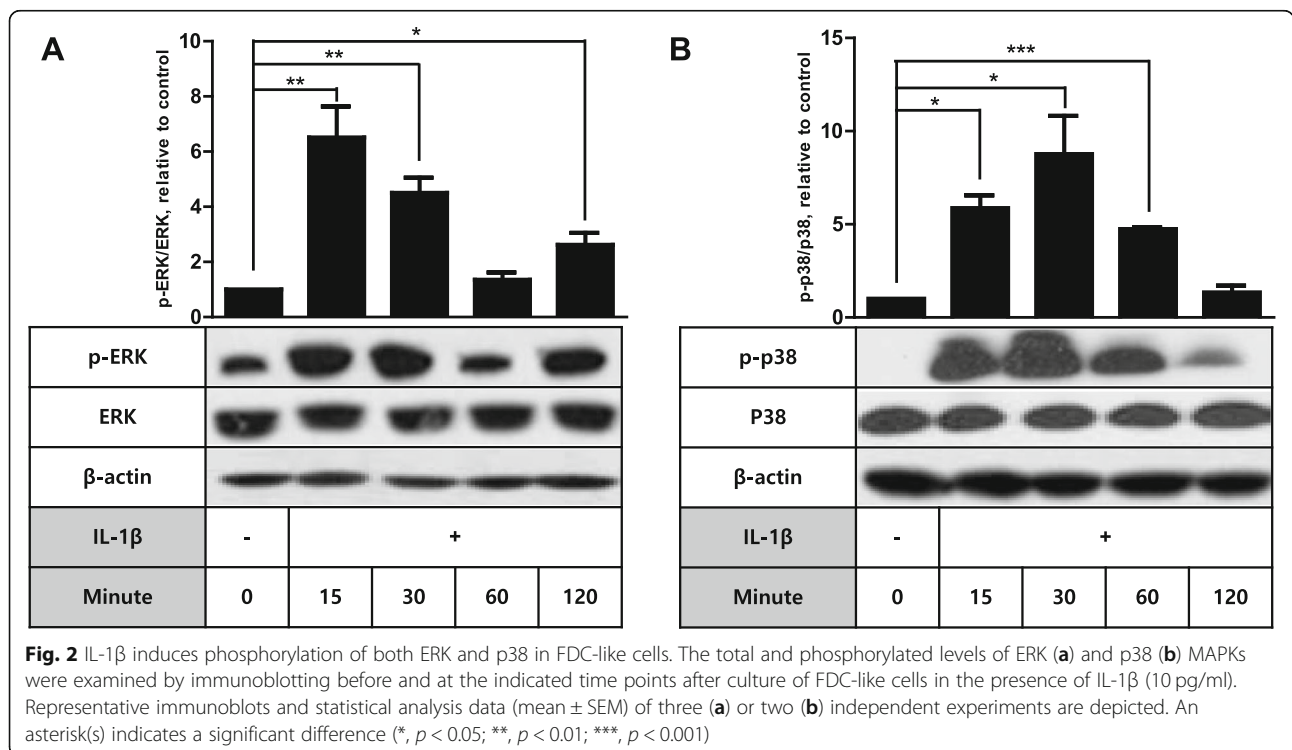 A
p-ERK/ERK, relative to control
10
8
6
4
2
0
*
**
**
p-ERK
ERK
β-actin
IL-1β - +
Minute 0 15 30 60 120
B
p-p38/p38, relative to control
15
10
5
0
***
*
*
p-p38
P38
β-actin
IL-1β - +
Minute 0 15 30 60 120
Fig. 2 IL-1β induces phosphorylation of both ERK and p38 in FDC-like cells. The total and phosphorylated levels of ERK (a) and p38 (b) MAPKs
were examined by immunoblotting before and at the indicated time points after culture of FDC-like cells in the presence of IL-1β (10 pg/ml).
Representative immunoblots and statistical analysis data (mean ± SEM) of three (a) or two (b) independent experiments are depicted. An
asterisk(s) indicates a significant difference (*, p < 0.05; **, p < 0.01; ***, p < 0.001)